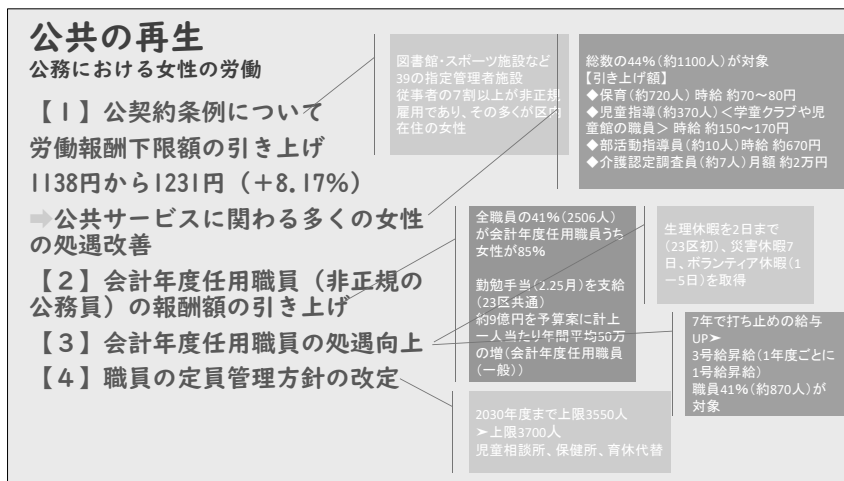 公共の再生
公務における女性の労働
【1】公契約条例について
労働報酬下限額の引き上げ
1138円から1231円（+8.17%）
➡公共サービスに関わる多くの女性
の処遇改善
【2】会計年度任用職員（非正規の
公務員）の報酬額の引き上げ
【3】会計年度任用職員の処遇向上
【4】職員の定員管理方針の改定
図書館・スポーツ施設など
39の指定管理者施設
従事者の7割以上が非正規
雇用であり、その多くが区内
在住の女性
総数の44%(約1100人)が対象
【引き上げ額】
◆保育(約720人) 時給 約70～80円
◆児童指導(約370人)＜学童クラブや児
童館の職員＞ 時給 約150～170円
◆部活動指導員(約10人)時給 約670円
◆介護認定調査員(約7人)月額 約2万円
全職員の41%(2506人)
が会計年度任用職員うち
女性が85%
勤勉手当(2.25月)を支給
(23区共通)
約9億円を予算案に計上
一人当たり年間平均50万
の増(会計年度任用職員
(一般))
生理休暇を2日まで
(23区初)、災害休暇7
日、ボランティア休暇(1
－5日)を取得
7年で打ち止めの給与
UP➤
3号給昇給(1年度ごとに
1号給昇給)
職員41%(約870人)が
対象
2030年度まで上限3550人
➤上限3700人
児童相談所、保健所、育休代替